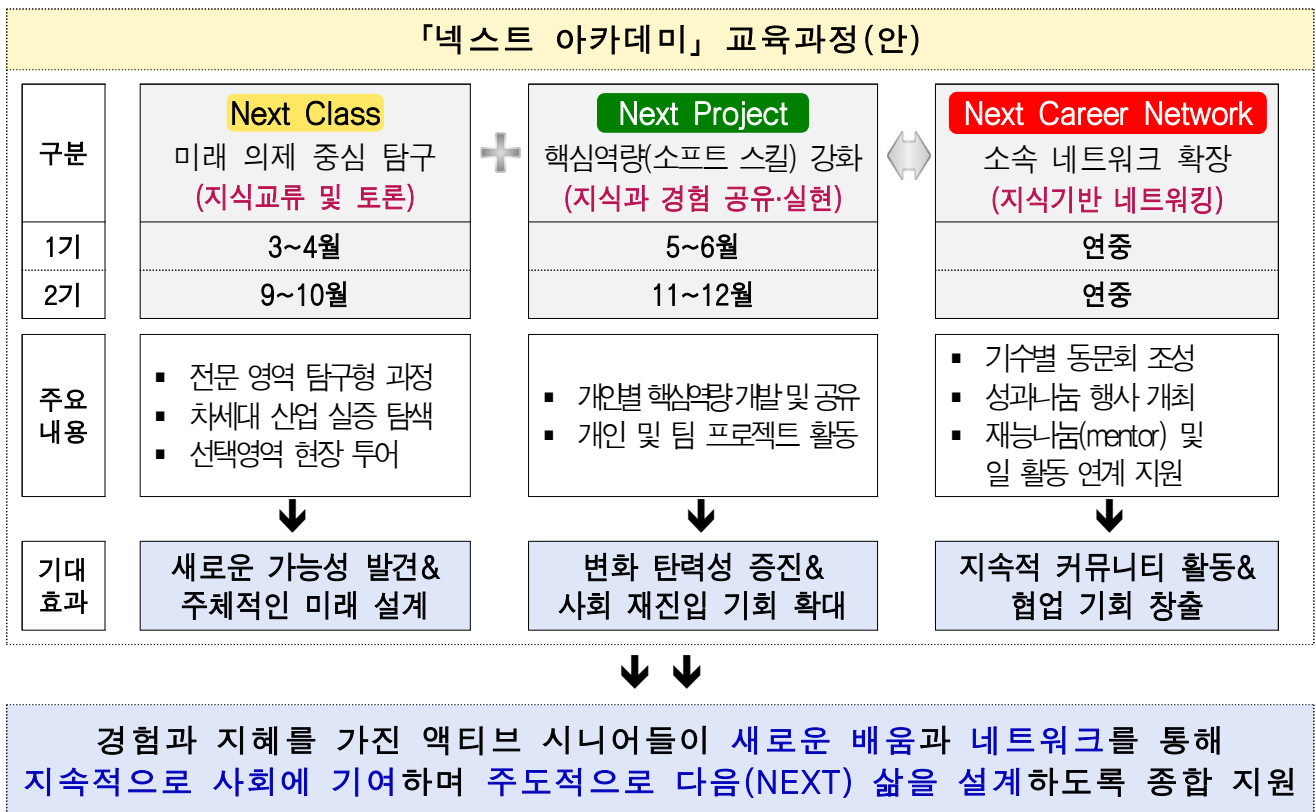 「넥스트 아카데미」 교육과정(안)
구분
Next Class
미래 의제 중심 탐구
(지식교류 및 토론)
Next Project
핵심역량(소프트 스킬) 강화
(지식과 경험 공유·실현)
Next Career Network
소속 네트워크 확장
(지식기반 네트워킹)
1기
3~4월
5~6월
연중
2기
9~10월
11~12월
연중
주요
내용
▪ 전문 영역 탐구형 과정
▪ 차세대 산업 실증 탐색
▪ 선택영역 현장 투어
▪ 개인별 핵심역량 개발 및 공유
▪ 개인 및 팀 프로젝트 활동
▪ 기수별 동문회 조성
▪ 성과나눔 행사 개최
▪ 재능나눔(mentor) 및
일 활동 연계 지원
기대
효과
새로운 가능성 발견&
주체적인 미래 설계
변화 탄력성 증진&
사회 재진입 기회 확대
지속적 커뮤니티 활동&
협업 기회 창출
경험과 지혜를 가진 액티브 시니어들이 새로운 배움과 네트워크를 통해
지속적으로 사회에 기여하며 주도적으로 다음(NEXT) 삶을 설계하도록 종합 지원